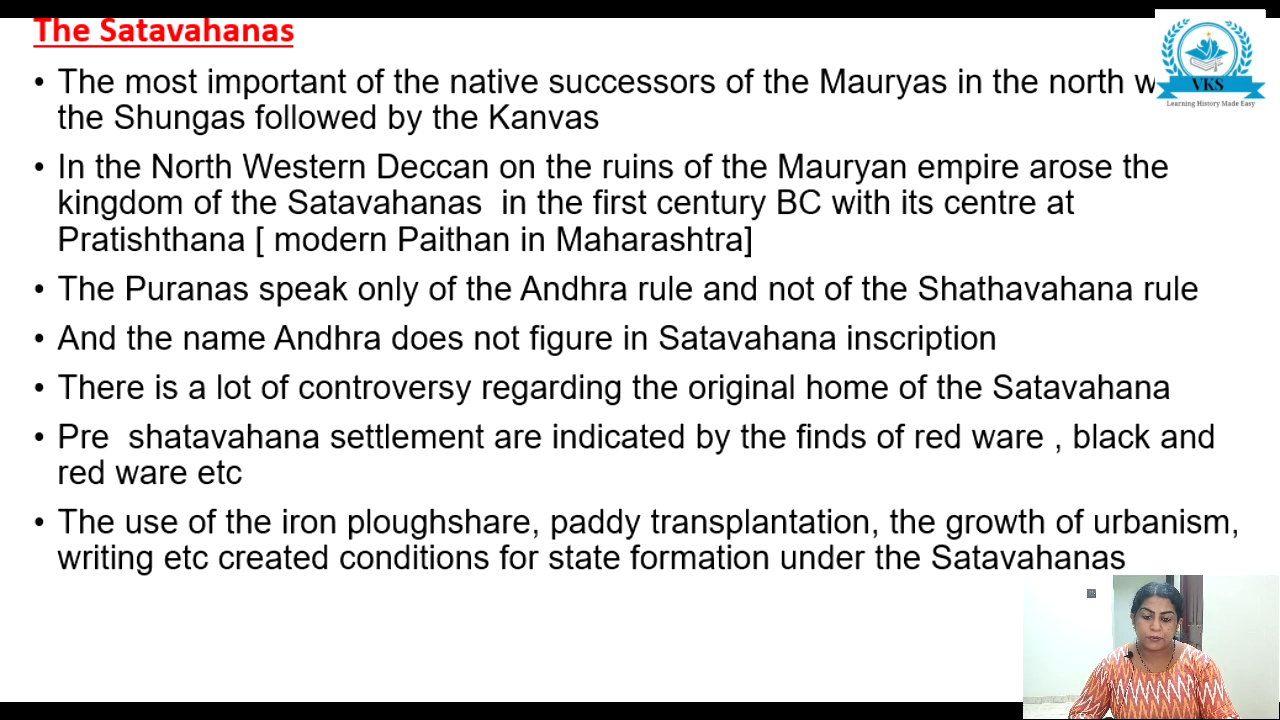 The Satavahanas
• The most important of the native successors of the Mauryas in the north
the Shungas followed by the Kanvas
• In the North Western Deccan on the ruins of the Mauryan empire arose the
kingdom of the Satavahanas in the first century BC with its centre at
Pratishthana [ modern Paithan in Maharashtra]
• The Puranas speak only of the Andhra rule and not of the Shathavahana rule
• And the name Andhra does not figure in Satavahana inscription
• There is a lot of controversy regarding the original home of the Satavahana
• Pre shatavahana settlement are indicated by the finds of red ware , black and
red ware etc
• The use of the iron ploughshare, paddy transplantation, the growth of urbanism,
writing etc created conditions for state formation under the Satavahanas
VKS
Learning History Made Easy